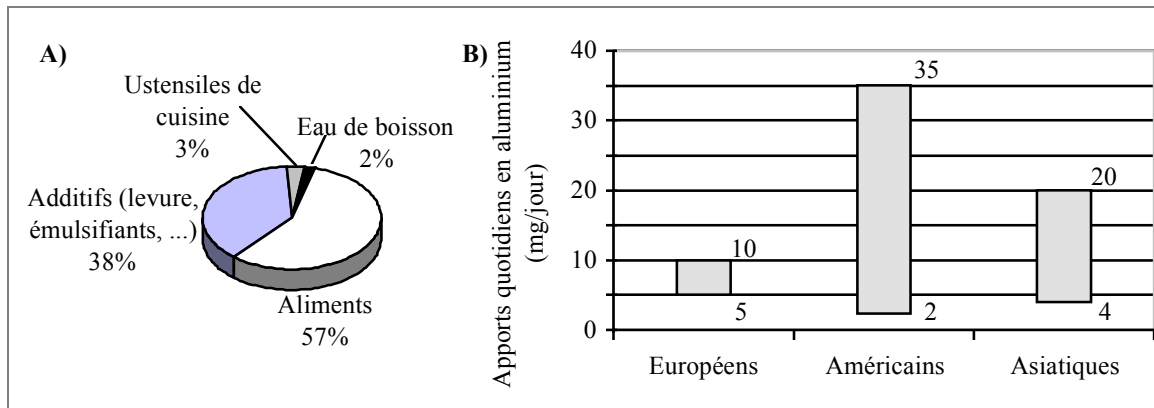 A)
Ustensiles de
cuisine
3%
Eau de boisson
2%
Additifs (levure,
émulsifiants, ...)
38%
Aliments
57%
B)
Apports quotidiens en aluminium
(mg/jour)
40
30
20
10
0
10
5
35
2
20
4
Européens
Américains
Asiatiques